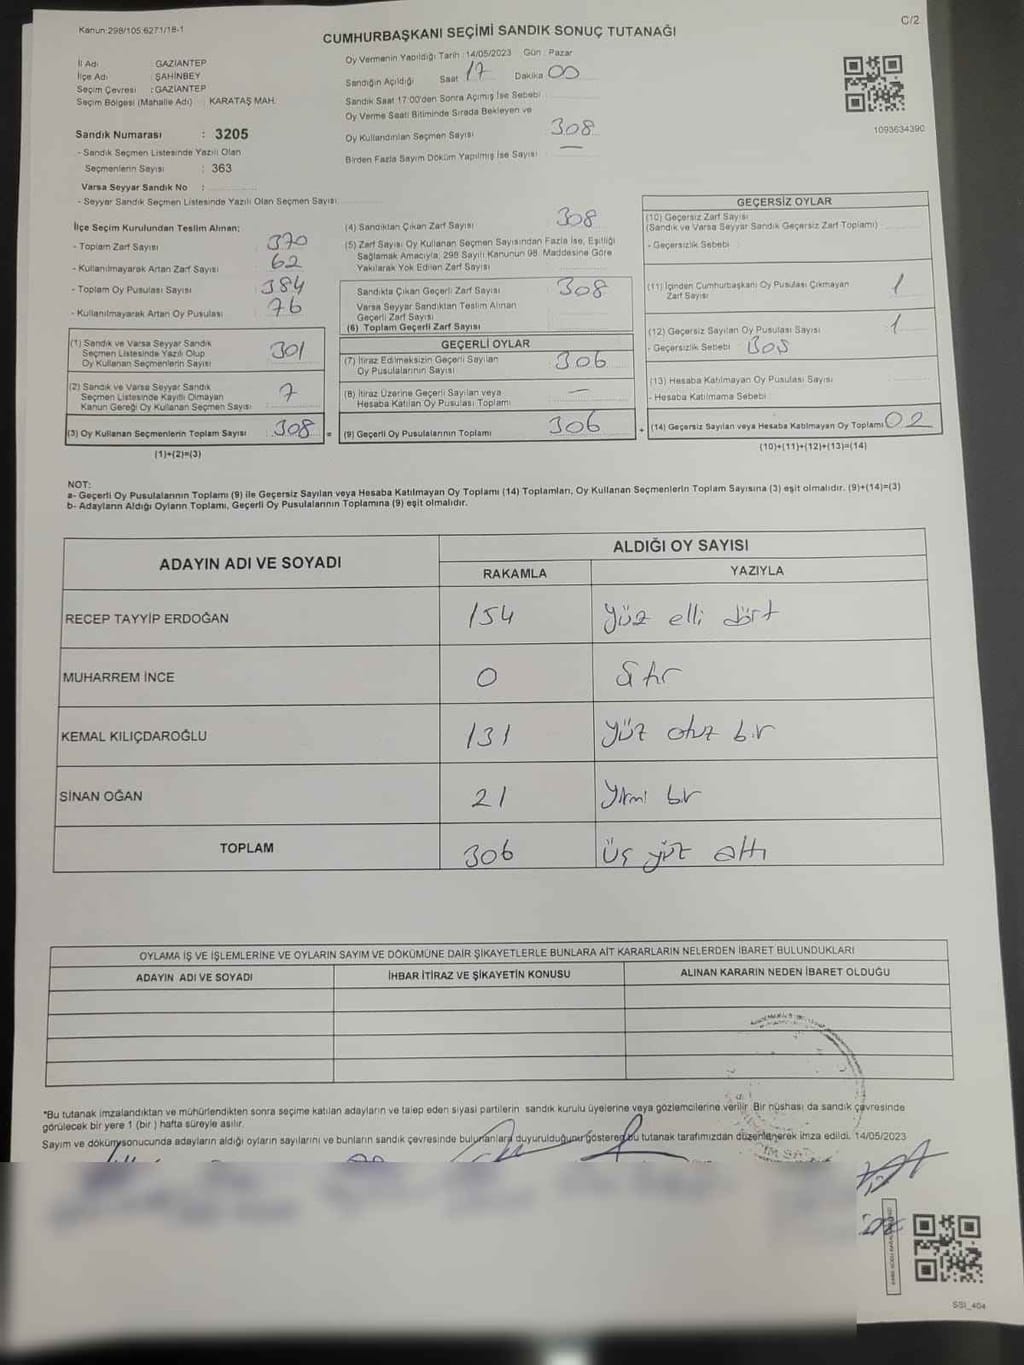 Kanun:298/105 6271/18-1
C/2
CUMHURBAŞKANI SEÇİMİ SANDIK SONUÇ TUTANAĞI
İl Adı GAZİANTEP
İlçe Adı : ŞAHİNBEY
Seçim Çevresi : GAZİANTEP
Seçim Bölgesi (Mahalle Adı) : KARATAŞ MAH.
Sandık Numarası : 3205
- Sandık Seçmen Listesinde Yazılı Olan
Seçmenlerin Sayısı : 363
Varsa Seyyar Sandık No :
- Seyyar Sandık Seçmen Listesinde Yazılı Olan Seçmen Sayısı:
Oy Vermenin Yapıldığı Tarih : 14/05/2023 Gün : Pazar
Sandığın Açıldığı Saat 17 Dakika 00
Sandık Saat 17:00'den Sonra Açımış İse Sebebi
Oy Verme Saati Bitiminde Sırada Bekleyen ve
Oy Kullandırılan Seçmen Sayısı 308
Birden Fazla Sayım Döküm Yapılmış İse Sayısı —
1093634390
İlçe Seçim Kurulundan Teslim Alınan;
- Toplam Zarf Sayısı 370
- Kullanılmayarak Artan Zarf Sayısı 62
- Toplam Oy Pusulası Sayısı 384
- Kullanılmayarak Artan Oy Pusulası 76
(1) Sandık ve Varsa Seyyar Sandık
Seçmen Listesinde Yazılı Olup
Oy Kullanan Seçmenlerin Sayısı 301
(2) Sandık ve Varsa Seyyar Sandık
Seçmen Listesinde Kayıtlı Olmayan
Kanun Gereği Oy Kullanan Seçmen Sayısı 7
(3) Oy Kullanan Seçmenlerin Toplam Sayısı 308 =
(1)+(2)=(3)
(4) Sandıktan Çıkan Zarf Sayısı 308
(5) Zarf Sayısı Oy Kullanan Seçmen Sayısından Fazla İse, Eşitliği
Sağlamak Amacıyla, 298 Sayılı Kanunun 98. Maddesine Göre
Yakılarak Yok Edilen Zarf Sayısı
Sandıkta Çıkan Geçerli Zarf Sayısı 308
Varsa Seyyar Sandıktan Teslim Alınan
Geçerli Zarf Sayısı
(6) Toplam Geçerli Zarf Sayısı
GEÇERLİ OYLAR
(7) İtiraz Edilmeksizin Geçerli Sayılan
Oy Pusulalarının Sayısı 306
(8) İtiraz Üzerine Geçerli Sayılan veya
Hesaba Katılan Oy Pusulası Toplamı —
(9) Geçerli Oy Pusulalarının Toplamı 306 +
GEÇERSİZ OYLAR
(10) Geçersiz Zarf Sayısı
(Sandık ve Varsa Seyyar Sandık Geçersiz Zarf Toplamı)
- Geçersizlik Sebebi
(11) İçinden Cumhurbaşkanı Oy Pusulası Çıkmayan
Zarf Sayısı 1
(12) Geçersiz Sayılan Oy Pusulası Sayısı 1
- Geçersizlik Sebebi
(13) Hesaba Katılmayan Oy Pusulası Sayısı
- Hesaba Katılmama Sebebi
(14) Geçersiz Sayılan veya Hesaba Katılmayan Oy Toplamı 02
(10)+(11)+(12)+(13)=(14)
NOT:
a- Geçerli Oy Pusulalarının Toplamı (9) ile Geçersiz Sayılan veya Hesaba Katılmayan Oy Toplamı (14) Toplamları, Oy Kullanan Seçmenlerin Toplam Sayısına (3) eşit olmalıdır. (9)+(14)=(3)
b- Adayların Aldığı Oyların Toplamı, Geçerli Oy Pusulalarının Toplamına (9) eşit olmalıdır.
ADAYIN ADI VE SOYADI
ALDIĞI OY SAYISI
RAKAMLA YAZIYLA
RECEP TAYYİP ERDOĞAN 154 Yüz elli dört
MUHARREM İNCE 0 Sıfır
KEMAL KILIÇDAROĞLU 131 Yüz otuz bir
SİNAN OĞAN 21 Yirmi bir
TOPLAM 306 Üç yüz altı
OYLAMA İŞ VE İŞLEMLERİNE VE OYLARIN SAYIM VE DÖKÜMÜNE DAİR ŞİKAYETLERLE BUNLARA AİT KARARLARIN NELERDEN İBARET BULUNDUKLARI
ADAYIN ADI VE SOYADI
İHBAR İTİRAZ VE ŞİKAYETİN KONUSU
ALINAN KARARIN NEDEN İBARET OLDUĞU
*Bu tutanak imzalandıktan ve mühürlendikten sonra seçime katılan adayların ve talep eden siyasi partilerin sandık kurulu üyelerine veya gözlemcilerine verilir. Bir nüshası da sandık çevresinde
görülecek bir yere 1 (bir) hafta süreyle asılır.
Sayım ve döküm sonucunda adayların aldığı oyların sayılarını ve bunların sandık çevresinde bulunanlara duyurulduğunu gösteren bu tutanak tarafımızdan düzenlenerek imza edildi. 14/05/2023
SSI_404